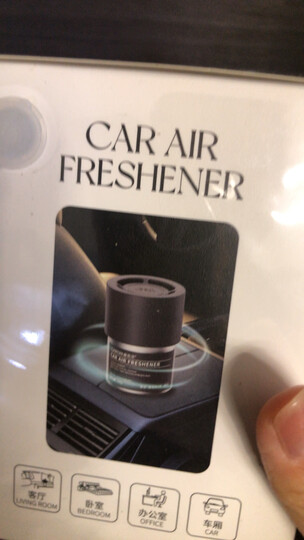 CAR AIR
FRESHENER
CAR AIR FRESHENER
客厅
LIVING ROOM
卧室
BEDROOM
办公室
OFFICE
车厢
CAR